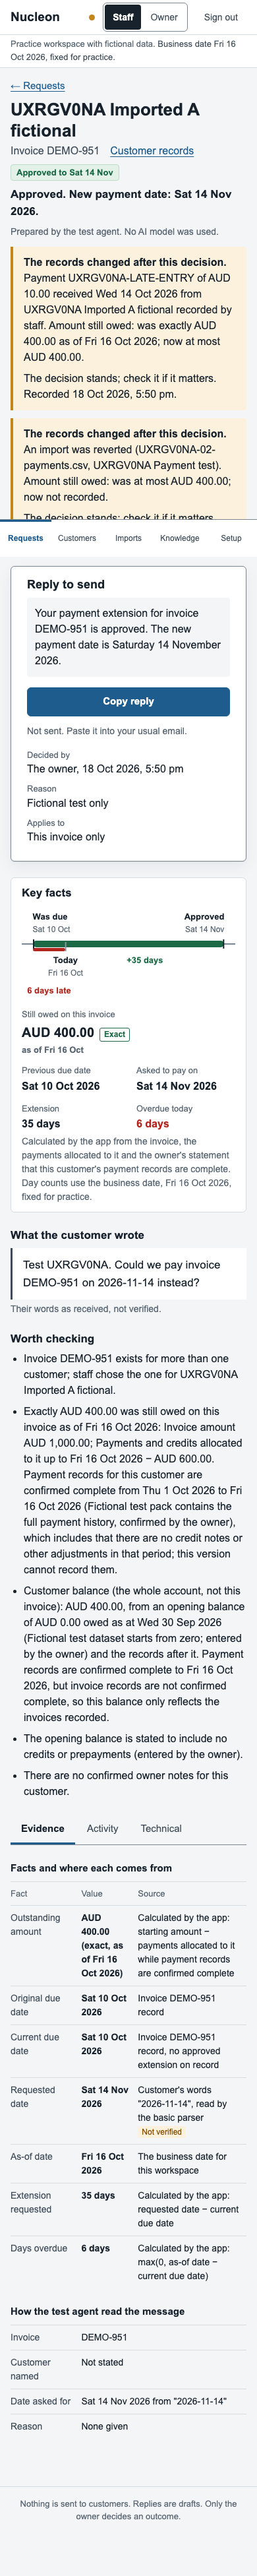 Nucleon
Staff
Owner
Sign out
Practice workspace with fictional data. Business date Fri 16
Oct 2026, fixed for practice.
← Requests
UXRGV0NA Imported A
fictional
Invoice DEMO-951
Customer records
Approved to Sat 14 Nov
Approved. New payment date: Sat 14 Nov
2026.
Prepared by the test agent. No AI model was used.
The records changed after this decision.
Payment UXRGV0NA-LATE-ENTRY of AUD
10.00 received Wed 14 Oct 2026 from
UXRGV0NA Imported A fictional recorded by
staff. Amount still owed: was exactly AUD
400.00 as of Fri 16 Oct 2026; now at most
AUD 400.00.
The decision stands; check it if it matters.
Recorded 18 Oct 2026, 5:50 pm.
The records changed after this decision.
An import was reverted (UXRGV0NA-02-
payments.csv, UXRGV0NA Payment test).
Amount still owed: was at most AUD 400.00;
now not recorded.
The decision stands; check it if it matters.
Requests
Customers
Imports
Knowledge
Setup
Reply to send
Your payment extension for invoice
DEMO-951 is approved. The new
payment date is Saturday 14 November
2026.
Copy reply
Not sent. Paste it into your usual email.
Decided by
The owner, 18 Oct 2026, 5:50 pm
Reason
Fictional test only
Applies to
This invoice only
Key facts
Was due
Approved
Sat 10 Oct
Sat 14 Nov
Today
+35 days
Fri 16 Oct
6 days late
Still owed on this invoice
AUD 400.00 Exact
as of Fri 16 Oct
Previous due date
Asked to pay on
Sat 10 Oct 2026
Sat 14 Nov 2026
Extension
Overdue today
35 days
6 days
Calculated by the app from the invoice, the
payments allocated to it and the owner's statement
that this customer's payment records are complete.
Day counts use the business date, Fri 16 Oct 2026,
fixed for practice.
What the customer wrote
Test UXRGV0NA. Could we pay invoice
DEMO-951 on 2026-11-14 instead?
Their words as received, not verified.
Worth checking
• Invoice DEMO-951 exists for more than one
customer; staff chose the one for UXRGV0NA
Imported A fictional.
• Exactly AUD 400.00 was still owed on this
invoice as of Fri 16 Oct 2026: Invoice amount
AUD 1,000.00; Payments and credits allocated
to it up to Fri 16 Oct 2026 − AUD 600.00.
Payment records for this customer are
confirmed complete from Thu 1 Oct 2026 to Fri
16 Oct 2026 (Fictional test pack contains the
full payment history, confirmed by the owner),
which includes that there are no credit notes or
other adjustments in that period; this version
cannot record them.
• Customer balance (the whole account, not this
invoice): AUD 400.00, from an opening balance
of AUD 0.00 owed as at Wed 30 Sep 2026
(Fictional test dataset starts from zero; entered
by the owner) and the records after it. Payment
records are confirmed complete to Fri 16 Oct
2026, but invoice records are not confirmed
complete, so this balance only reflects the
invoices recorded.
• The opening balance is stated to include no
credits or prepayments (entered by the owner).
• There are no confirmed owner notes for this
customer.
Evidence
Activity
Technical
Facts and where each comes from
Fact
Value
Source
Outstanding
amount
AUD
400.00
(exact, as
of Fri 16
Oct 2026)
Calculated by the app:
starting amount −
payments allocated to it
while payment records
are confirmed complete
Original due
date
Sat 10 Oct
2026
Invoice DEMO-951
record
Current due
date
Sat 10 Oct
2026
Invoice DEMO-951
record, no approved
extension on record
Requested
date
Sat 14 Nov
2026
Customer's words
"2026-11-14", read by
the basic parser
Not verified
As-of date
Fri 16 Oct
2026
The business date for
this workspace
Extension
requested
35 days
Calculated by the app:
requested date − current
due date
Days overdue
6 days
Calculated by the app:
max(0, as-of date −
current due date)
How the test agent read the message
Invoice
DEMO-951
Customer
named
Not stated
Date asked for
Sat 14 Nov 2026 from "2026-11-14"
Reason
None given
Nothing is sent to customers. Replies are drafts. Only the
owner decides an outcome.